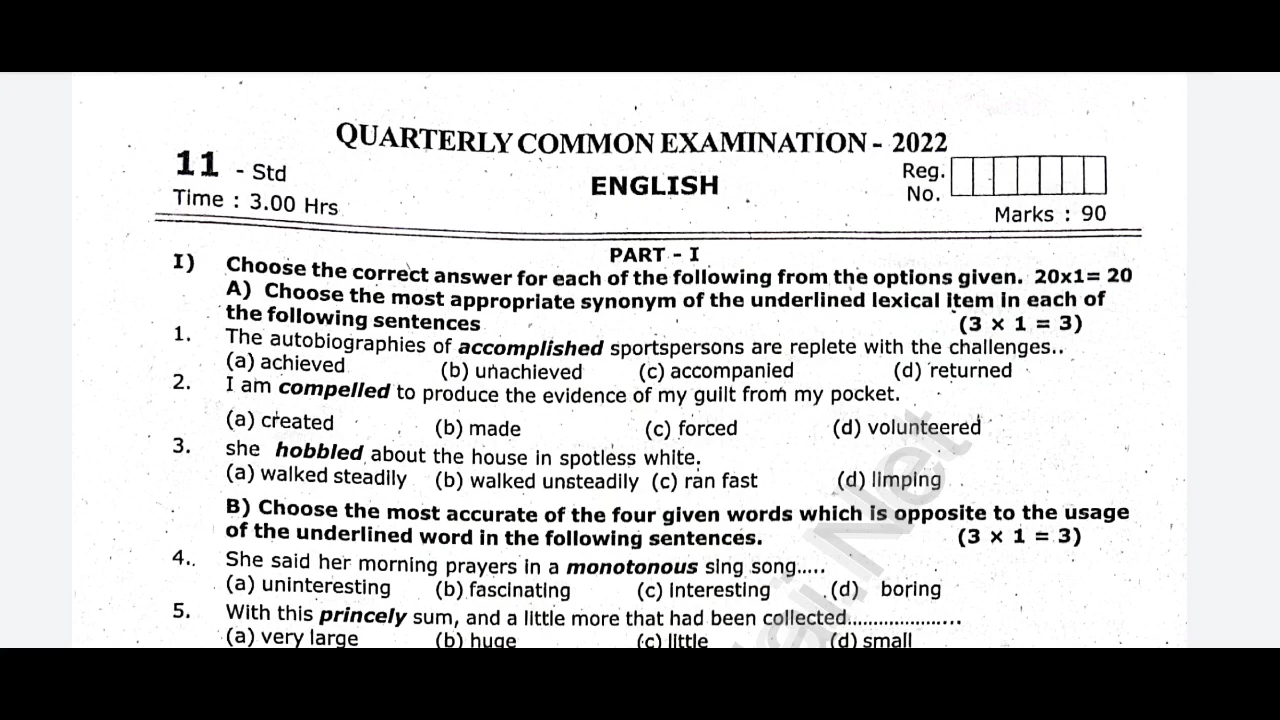 QUARTERLY COMMON EXAMINATION - 2022
11 - Std
ENGLISH
Reg. No.
Time : 3.00 Hrs
Marks : 90
PART - I
I) Choose the correct answer for each of the following from the options given. 20x1= 20
A) Choose the most appropriate synonym of the underlined lexical item in each of
the following sentences (3 x 1 = 3)
1. The autobiographies of accomplished sportspersons are replete with the challenges..
(a) achieved (b) unachieved (c) accompanied (d) returned
2. I am compelled to produce the evidence of my guilt from my pocket.
(a) created (b) made (c) forced (d) volunteered
3. she hobbled about the house in spotless white.
(a) walked steadily (b) walked unsteadily (c) ran fast (d) limping
B) Choose the most accurate of the four given words which is opposite to the usage
of the underlined word in the following sentences. (3 x 1 = 3)
4. She said her morning prayers in a monotonous sing song.....
(a) uninteresting (b) fascinating (c) interesting (d) boring
5. With this princely sum, and a little more that had been collected.....................
(a) very large (b) huge (c) little (d) small